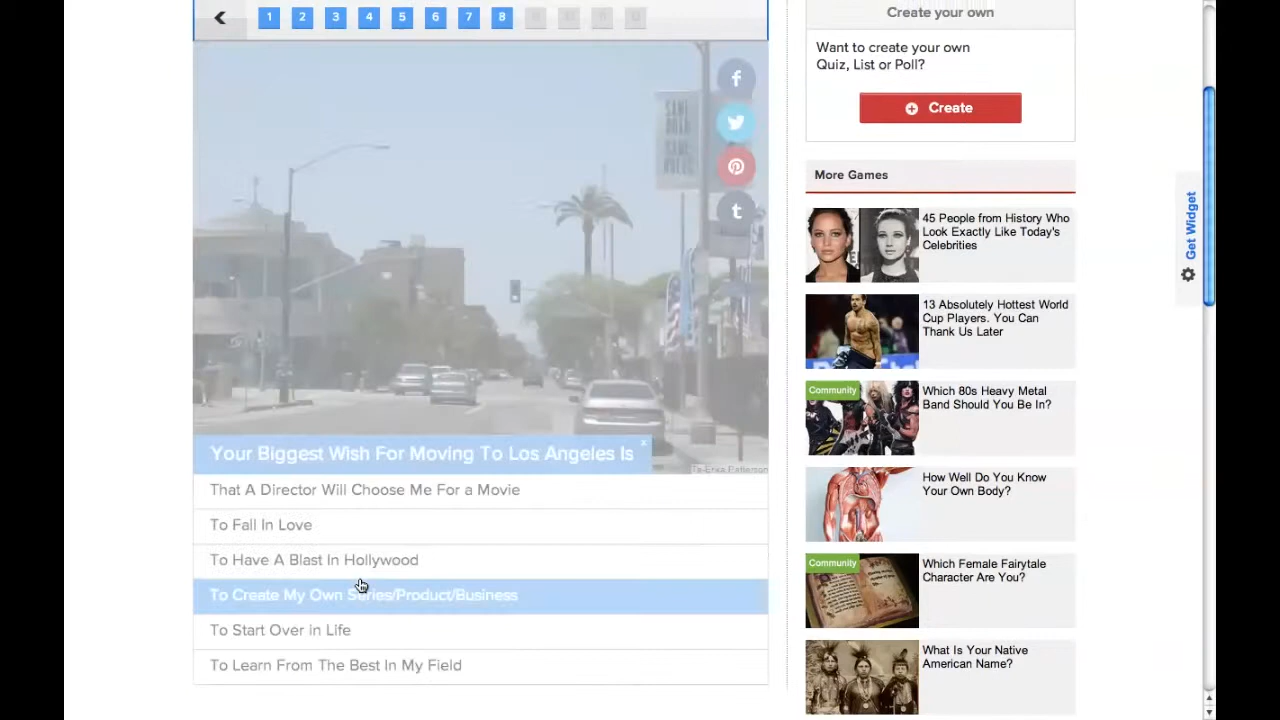 1 2 3 4 5 6 7 8
SAME
f
t
Your Biggest Wish For Moving To Los Angeles Is
x
That A Director Will Choose Me For a Movie
To Fall In Love
To Have A Blast In Hollywood
To Create My Own Series/Product/Business
To Start Over in Life
To Learn From The Best In My Field
Create your own
Want to create your own
Quiz, List or Poll?
Create
More Games
45 People from History Who
Look Exactly Like Today's
Celebrities
13 Absolutely Hottest World
Cup Players. You Can
Thank Us Later
Community
Which 80s Heavy Metal
Band Should You Be In?
How Well Do You Know
Your Own Body?
Community
Which Female Fairytale
Character Are You?
What Is Your Native
American Name?
Get Widget